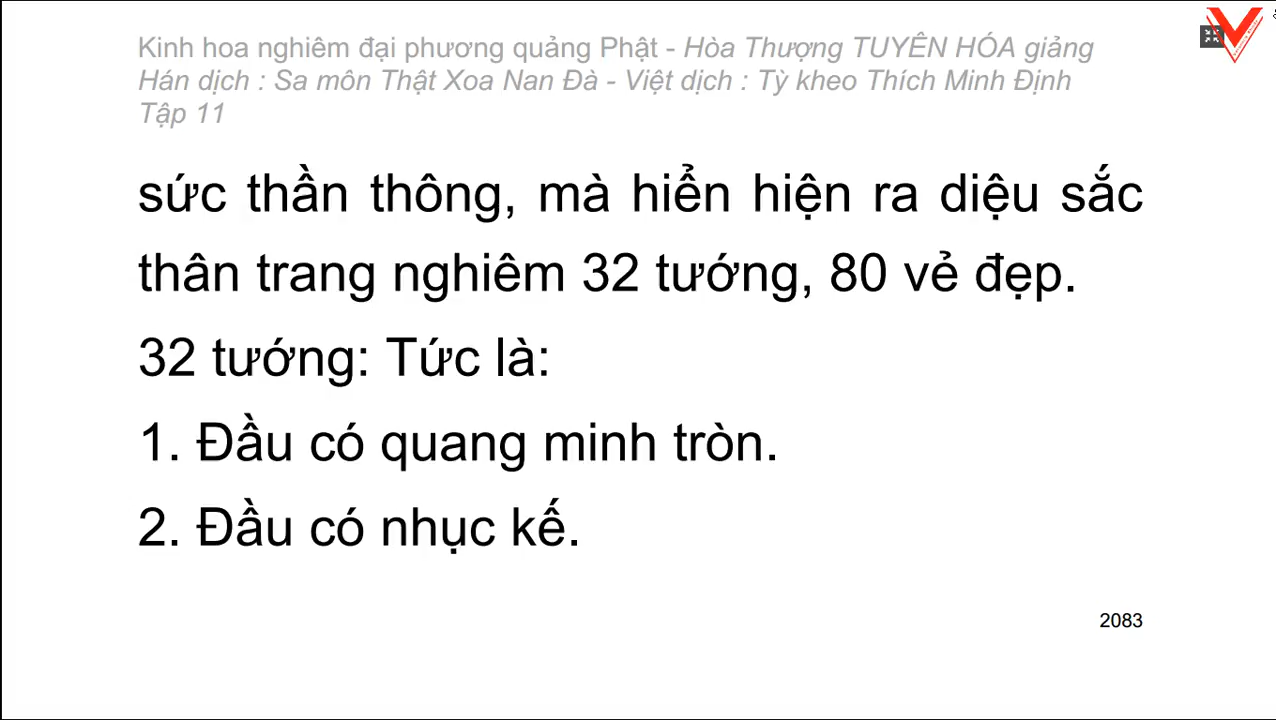 Kinh hoa nghiêm đại phương quảng Phật - Hòa Thượng TUYÊN HÓA giảng
Hán dịch : Sa môn Thật Xoa Nan Đà - Việt dịch : Tỳ kheo Thích Minh Định
Tập 11
sức thần thông, mà hiển hiện ra diệu sắc
thân trang nghiêm 32 tướng, 80 vẻ đẹp.
32 tướng: Tức là:
1. Đầu có quang minh tròn.
2. Đầu có nhục kế.
2083